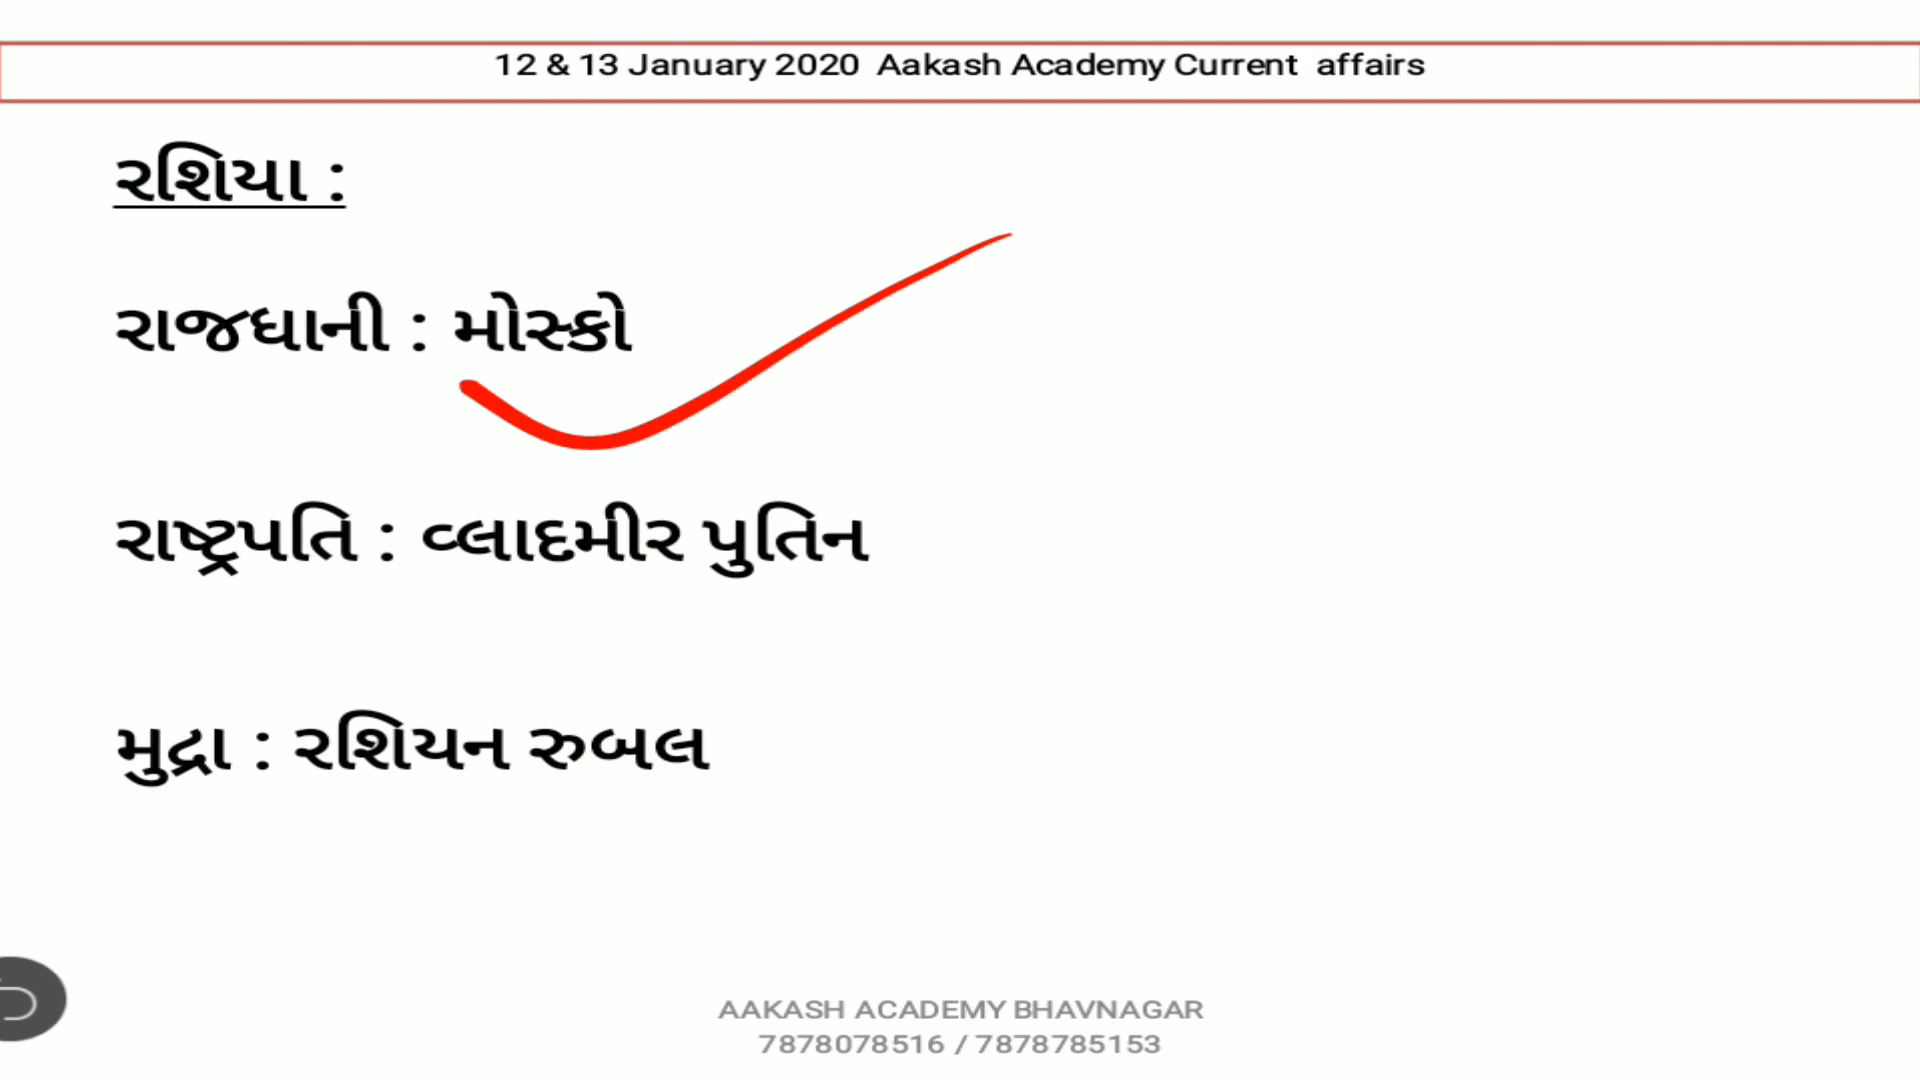 12 & 13 January 2020 Aakash Academy Current affairs
રશિયા :
રાજધાની : મોસ્કો
રાષ્ટ્રપતિ : વ્લાદમીર પુતિન
મુદ્રા : રશિયન રુબલ
AAKASH ACADEMY BHAVNAGAR
7878078516 / 7878785153